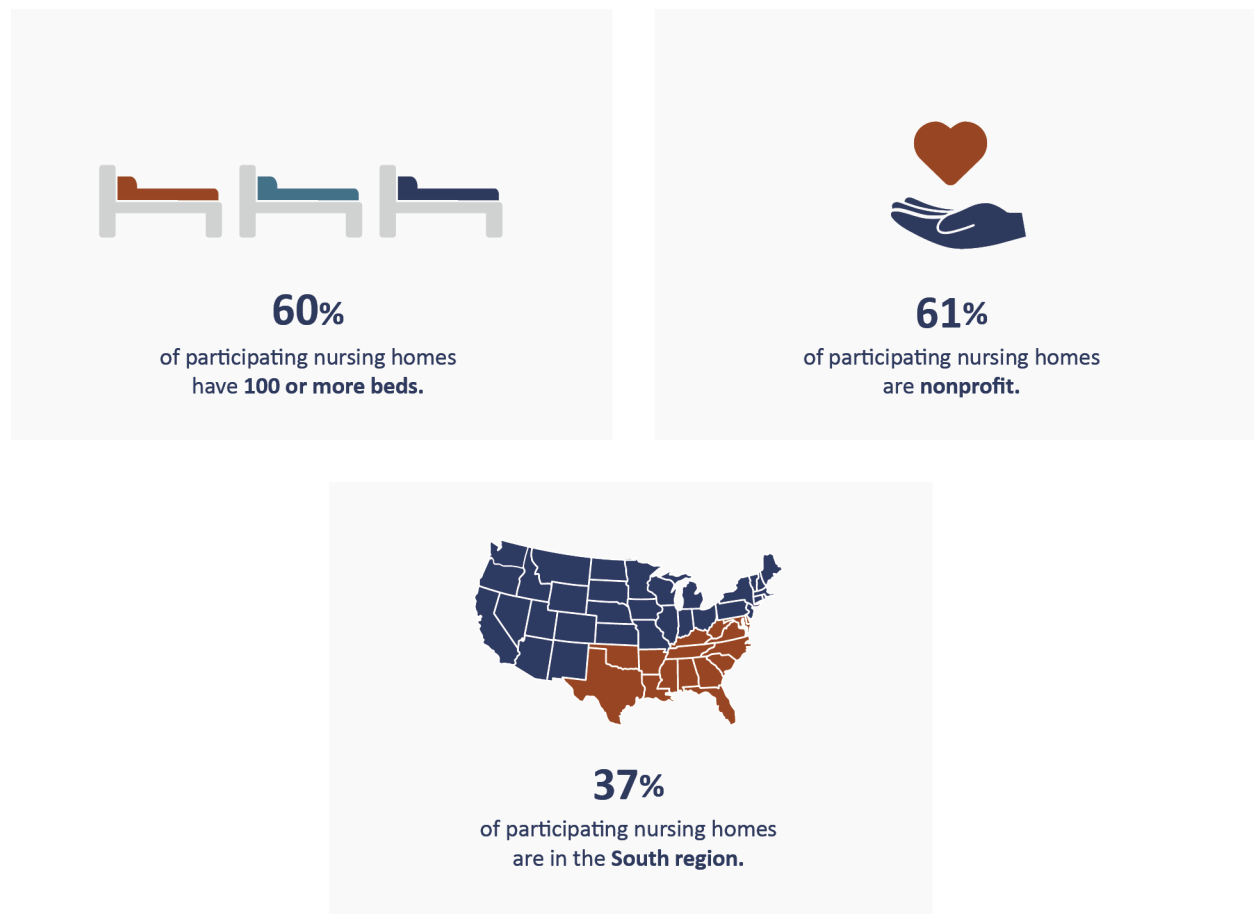 60%
of participating nursing homes
have 100 or more beds.
61%
of participating nursing homes
are nonprofit.
37%
of participating nursing homes
are in the South region.